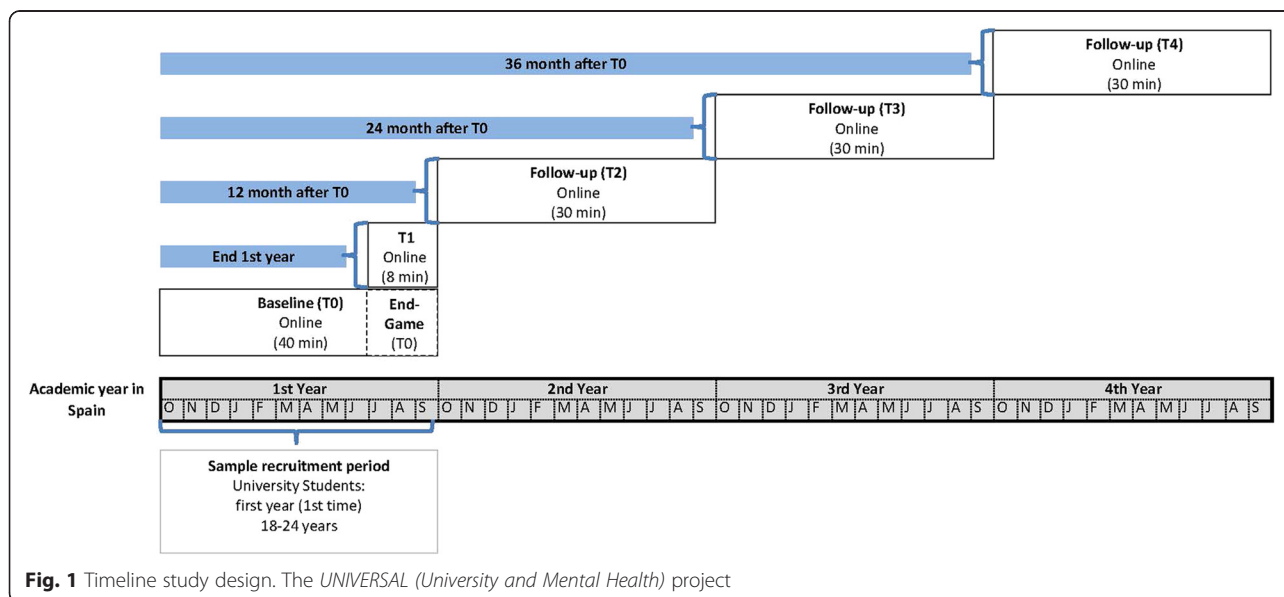 36 month after T0
Follow-up (T4)
Online
(30 min)
24 month after T0
Follow-up (T3)
Online
(30 min)
12 month after T0
Follow-up (T2)
Online
(30 min)
End 1st year
T1
Online
(8 min)
Baseline (T0)
Online
(40 min)
End-
Game
(T0)
Academic year in
Spain
1st Year 2nd Year 3rd Year 4th Year
O N D J F M A M J J A S O N D J F M A M J J A S O N D J F M A M J J A S O N D J F M A M J J A S
Sample recruitment period
University Students:
first year (1st time)
18-24 years
Fig. 1 Timeline study design. The UNIVERSAL (University and Mental Health) project